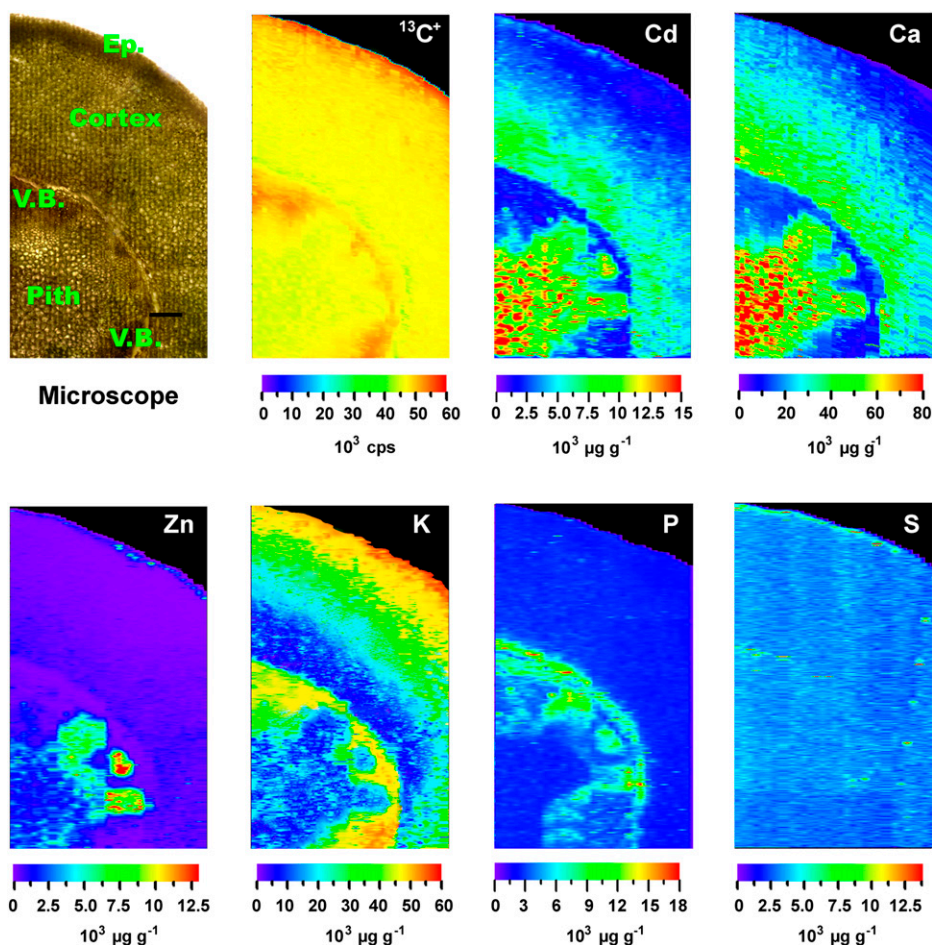 Ep.
Cortex
V.B.
Pith
V.B.
Microscope
¹³C⁺
0 10 20 30 40 50 60
10³ cps
Cd
0 2.5 5.0 7.5 10 12.5 15
10³ µg g⁻¹
Ca
0 20 40 60 80
10³ µg g⁻¹
Zn
0 2.5 5 7.5 10 12.5
10³ µg g⁻¹
K
0 10 20 30 40 50 60
10³ µg g⁻¹
P
0 3 6 9 12 15 18
10³ µg g⁻¹
S
0 2.5 5 7.5 10 12.5
10³ µg g⁻¹